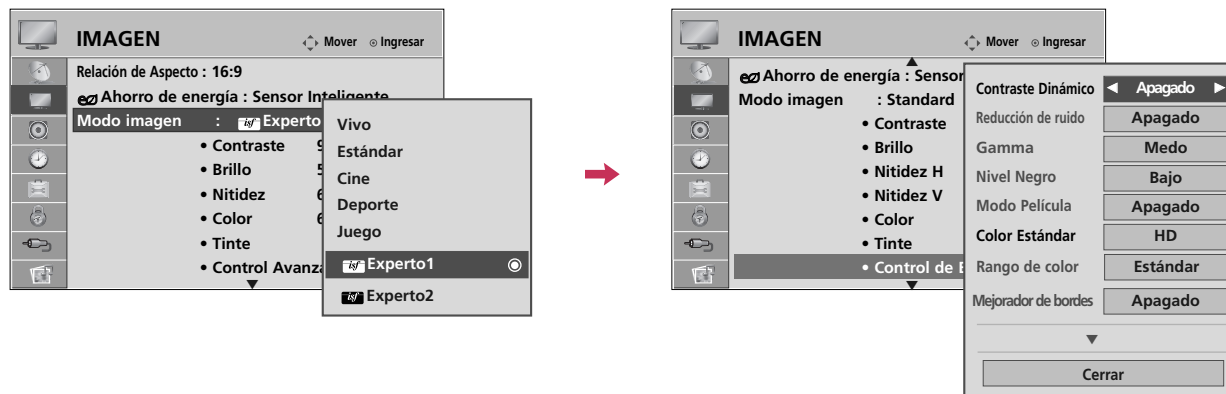 IMAGEN
Mover Ingresar
Relación de Aspecto : 16:9
Ahorro de energía : Sensor Inteligente
Modo imagen : isf Experto
• Contraste 9
• Brillo 5
• Nitidez 6
• Color 6
• Tinte
• Control Avanza
Vivo
Estándar
Cine
Deporte
Juego
isf Experto1
isf Experto2
IMAGEN
Mover Ingresar
Ahorro de energía : Sensor
Modo imagen : Standard
• Contraste
• Brillo
• Nitidez H
• Nitidez V
• Color
• Tinte
• Control de E
Contraste Dinámico Apagado
Reducción de ruido Apagado
Gamma Medo
Nivel Negro Bajo
Modo Película Apagado
Color Estándar HD
Rango de color Estándar
Mejorador de bordes Apagado
Cerrar